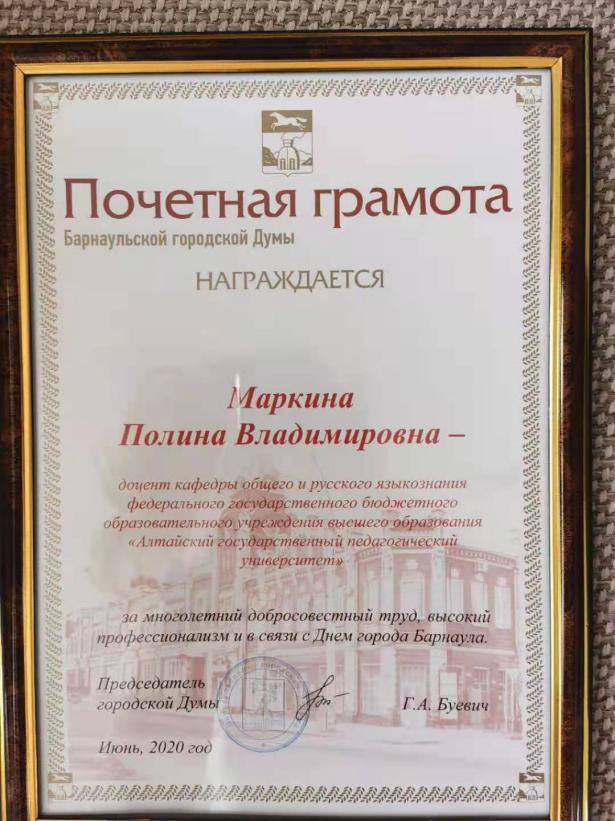 Почетная грамота
Барнаульской городской Думы
НАГРАЖДАЕТСЯ
Маркина
Полина Владимировна –
доцент кафедры общего и русского языкознания
федерального государственного бюджетного
образовательного учреждения высшего образования
«Алтайский государственный педагогический
университет»
за многолетний добросовестный труд, высокий
профессионализм и в связи с Днем города Барнаула.
Председатель
городской Думы
Г.А. Буевич
Июнь, 2020 год